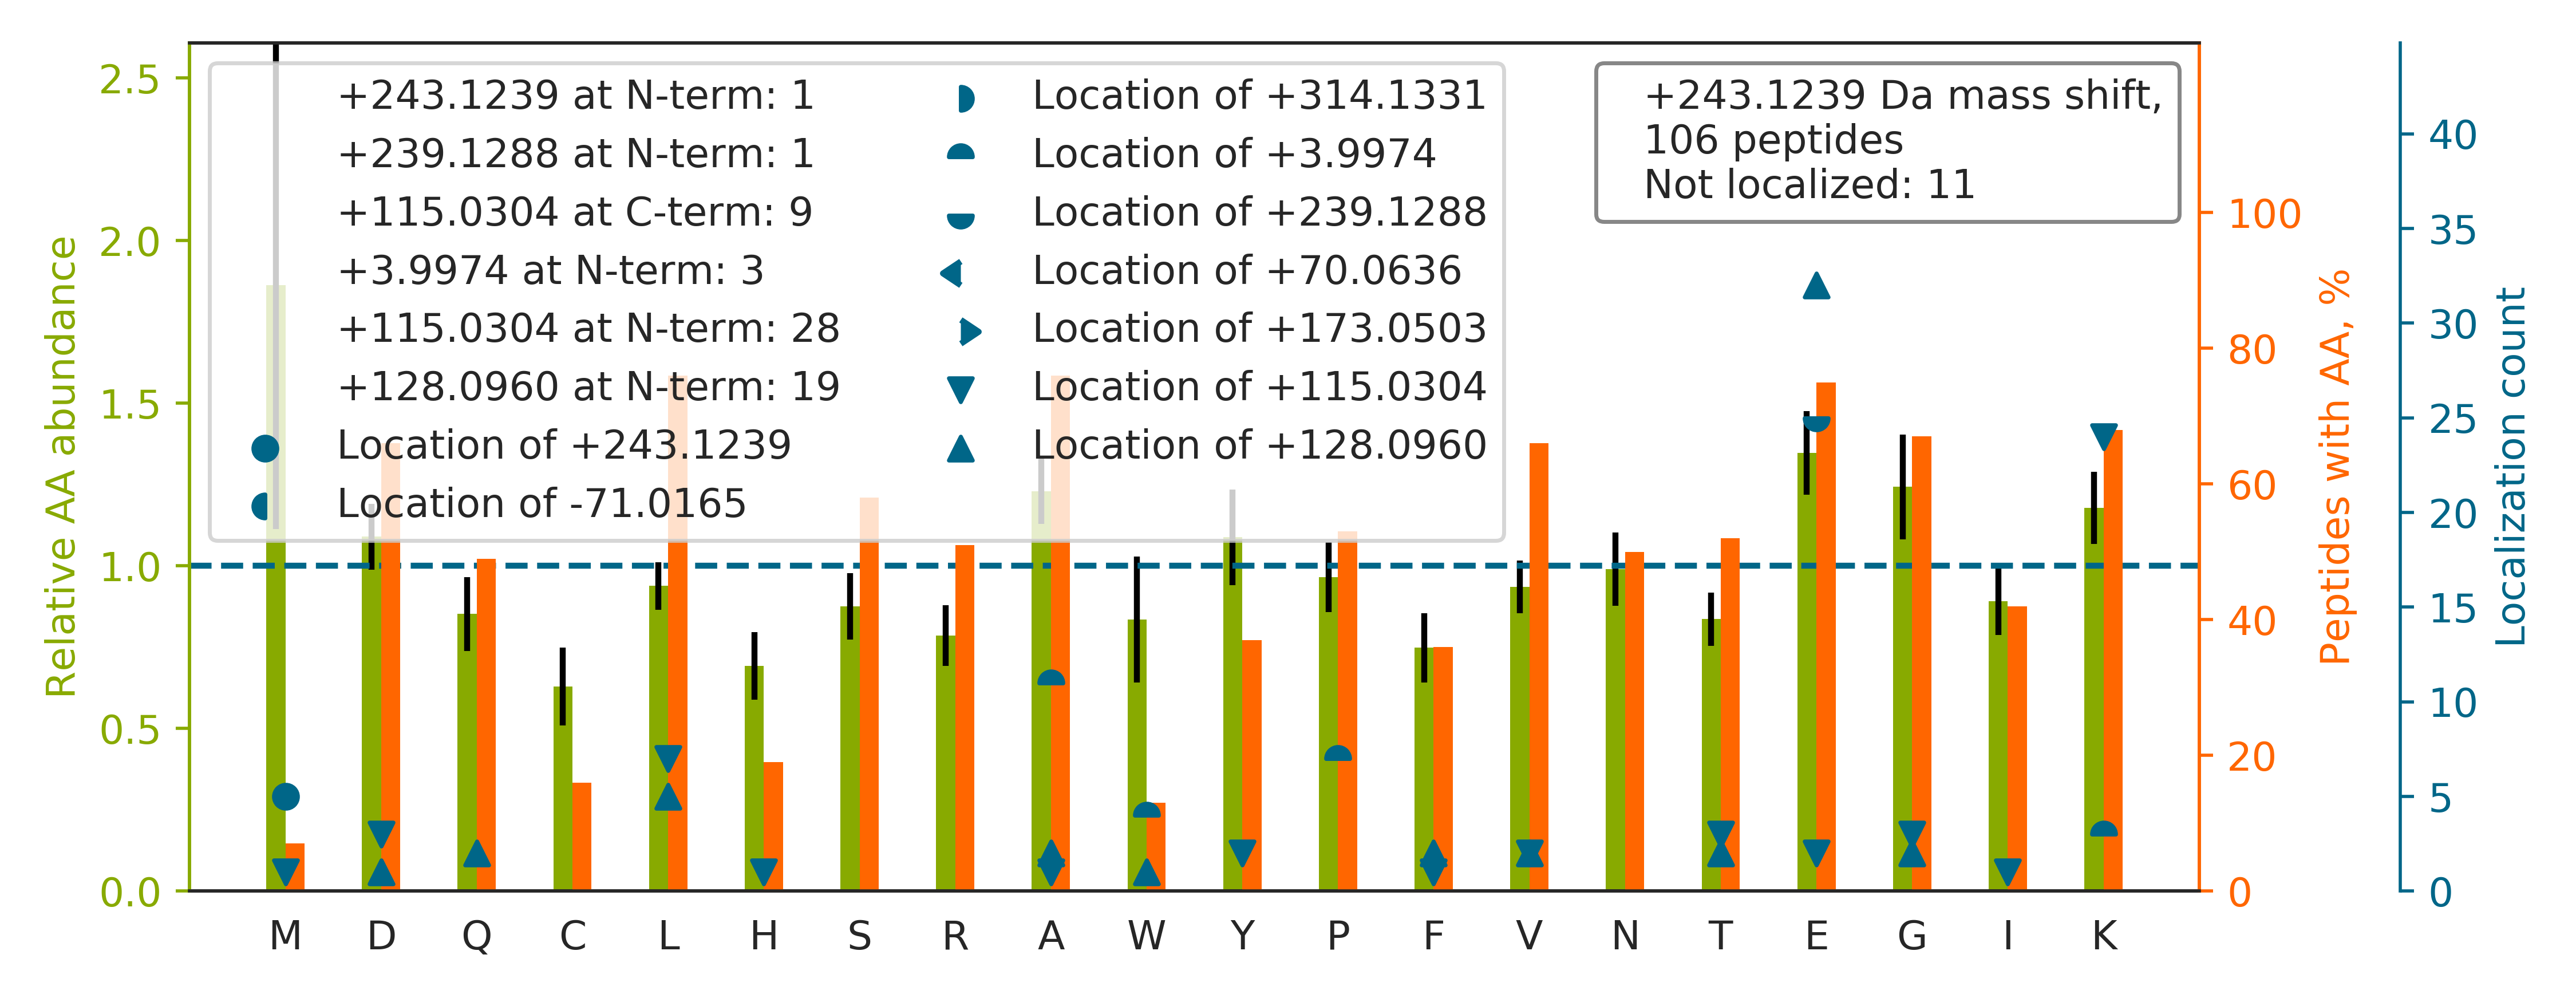 +243.1239 at N-term: 1
+239.1288 at N-term: 1
+115.0304 at C-term: 9
+3.9974 at N-term: 3
+115.0304 at N-term: 28
+128.0960 at N-term: 19
Location of +243.1239
Location of -71.0165
Location of +314.1331
Location of +3.9974
Location of +239.1288
Location of +70.0636
Location of +173.0503
Location of +115.0304
Location of +128.0960
+243.1239 Da mass shift,
106 peptides
Not localized: 11
Relative AA abundance
2.5
2.0
1.5
1.0
0.5
0.0
M D Q C L H S R A W Y P F V N T E G I K
100
80
60
40
20
0
Peptides with AA, %
40
35
30
25
20
15
10
5
0
Localization count